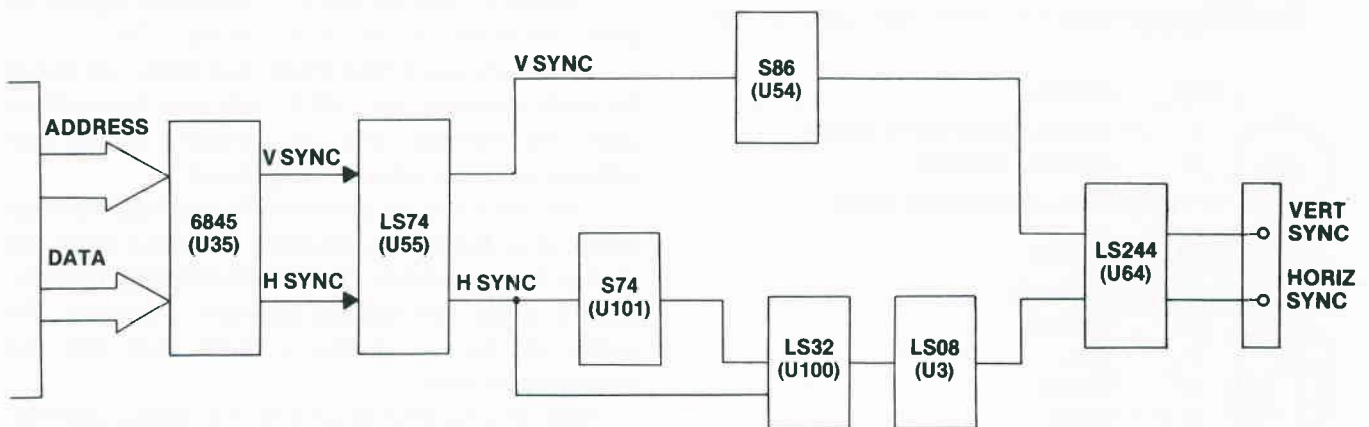 ADDRESS
DATA
6845
(U35)
V SYNC
H SYNC
LS74
(U55)
V SYNC
H SYNC
S86
(U54)
S74
(U101)
LS32
(U100)
LS08
(U3)
LS244
(U64)
VERT
SYNC
HORIZ
SYNC